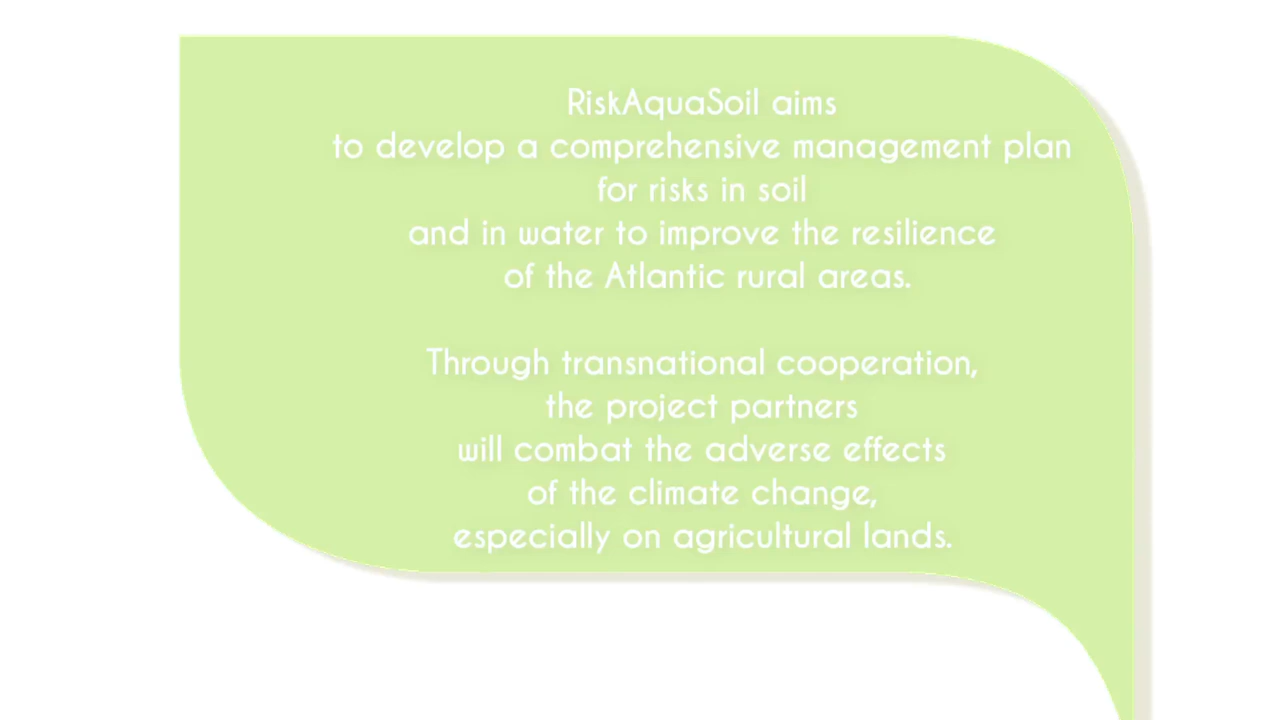 RiskAquaSoil aims
to develop a comprehensive management plan
for risks in soil
and in water to improve the resilience
of the Atlantic rural areas.
Through transnational cooperation,
the project partners
will combat the adverse effects
of the climate change,
especially on agricultural lands.